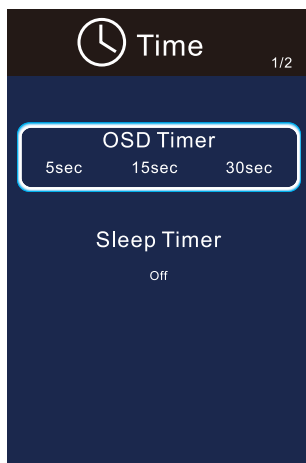 Time
1/2
OSD Timer
5sec 15sec 30sec
Sleep Timer
Off